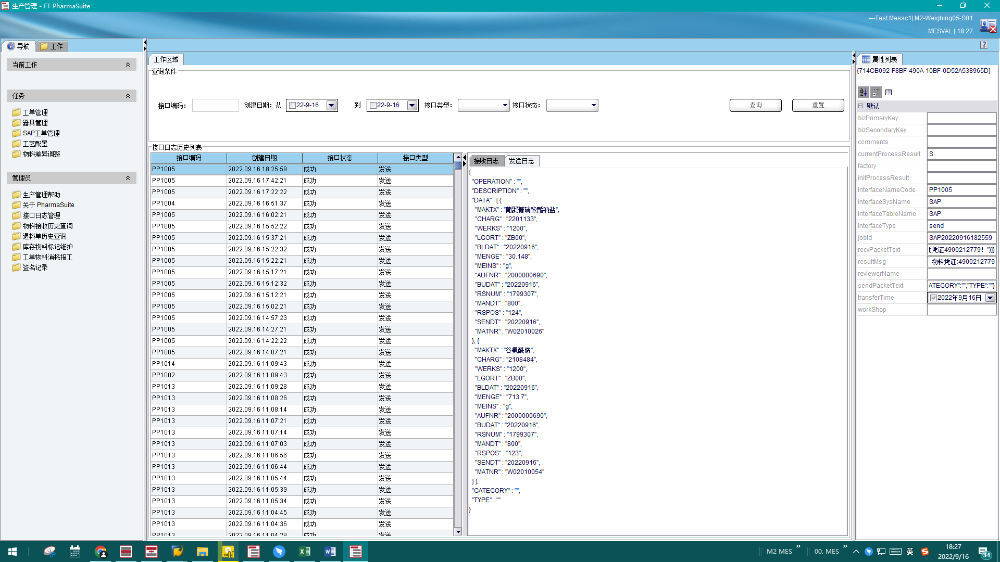 生产管理 - FT PharmaSuite
---Test.Messc1| M2-Weighing05-S01
MESVAL | 18:27
导航
工作
当前工作
任务
工单管理
器具管理
SAP工单管理
工艺配置
物料差异调整
管理员
生产管理帮助
关于 PharmaSuite
接口日志管理
物料接收历史查询
退料单历史查询
库存物料标记维护
工单物料消耗报工
签名记录
工作区域
查询条件
接口编码：
创建日期：从 22-9-16 到 22-9-16 接口类型： 接口状态：
查询
重置
接口日志历史列表
接口编码 创建日期 接口状态 接口类型
PP1005 2022.09.16 18:25:59 成功 发送
PP1005 2022.09.16 17:42:21 成功 发送
PP1005 2022.09.16 17:22:22 成功 发送
PP1004 2022.09.16 16:51:37 成功 发送
PP1005 2022.09.16 16:02:21 成功 发送
PP1005 2022.09.16 15:52:22 成功 发送
PP1005 2022.09.16 15:37:21 成功 发送
PP1005 2022.09.16 15:22:32 成功 发送
PP1005 2022.09.16 15:22:21 成功 发送
PP1005 2022.09.16 15:17:21 成功 发送
PP1005 2022.09.16 15:12:32 成功 发送
PP1005 2022.09.16 15:12:21 成功 发送
PP1005 2022.09.16 15:02:21 成功 发送
PP1005 2022.09.16 14:57:23 成功 发送
PP1005 2022.09.16 14:27:21 成功 发送
PP1005 2022.09.16 14:22:22 成功 发送
PP1005 2022.09.16 14:07:21 成功 发送
PP1014 2022.09.16 11:09:43 成功 发送
PP1002 2022.09.16 11:09:43 成功 发送
PP1013 2022.09.16 11:09:28 成功 发送
PP1013 2022.09.16 11:08:26 成功 发送
PP1013 2022.09.16 11:08:14 成功 发送
PP1013 2022.09.16 11:07:21 成功 发送
PP1013 2022.09.16 11:07:14 成功 发送
PP1013 2022.09.16 11:07:03 成功 发送
PP1013 2022.09.16 11:06:56 成功 发送
PP1013 2022.09.16 11:06:44 成功 发送
PP1013 2022.09.16 11:05:44 成功 发送
PP1013 2022.09.16 11:05:39 成功 发送
PP1013 2022.09.16 11:05:34 成功 发送
PP1013 2022.09.16 11:04:45 成功 发送
PP1013 2022.09.16 11:04:36 成功 发送
PP1013 2022.09.16 11:04:28 成功 发送
接收日志
发送日志
{
"OPERATION" : "",
"DESCRIPTION" : "",
"DATA" : [ {
"MAKTX" : "葡聚糖硫酸酯钠盐",
"CHARG" : "2201133",
"WERKS" : "1200",
"LGORT" : "ZB00",
"BLDAT" : "20220916",
"MENGE" : "30.148",
"MEINS" : "g",
"AUFNR" : "2000000690",
"BUDAT" : "20220916",
"RSNUM" : "1799307",
"MANDT" : "800",
"RSPOS" : "124",
"SENDT" : "20220916",
"MATNR" : "W02010026"
}, {
"MAKTX" : "谷氨酰胺",
"CHARG" : "2108484",
"WERKS" : "1200",
"LGORT" : "ZB00",
"BLDAT" : "20220916",
"MENGE" : "713.7",
"MEINS" : "g",
"AUFNR" : "2000000690",
"BUDAT" : "20220916",
"RSNUM" : "1799307",
"MANDT" : "800",
"RSPOS" : "123",
"SENDT" : "20220916",
"MATNR" : "W02010054"
} ],
"CATEGORY" : "",
"TYPE" : ""
}
属性列表
{714CB092-F8BF-490A-10BF-0D52A538965D}
默认
bizPrimaryKey
bizSecondaryKey
comments
currentProcessResult S
factory
initProcessResult
interfaceNameCode PP1005
interfaceSysName SAP
interfaceTableName SAP
interfaceType send
jobId SAP20220916182559
recvPacketText 凭证4900212779！"}]}
resultMsg 物料凭证:4900212779
reviewerName
sendPacketText ATEGORY":"","TYPE":""}
transferTime 2022年9月16日
workShop
M2 MES
00. MES
英
18:27
2022/9/16
34